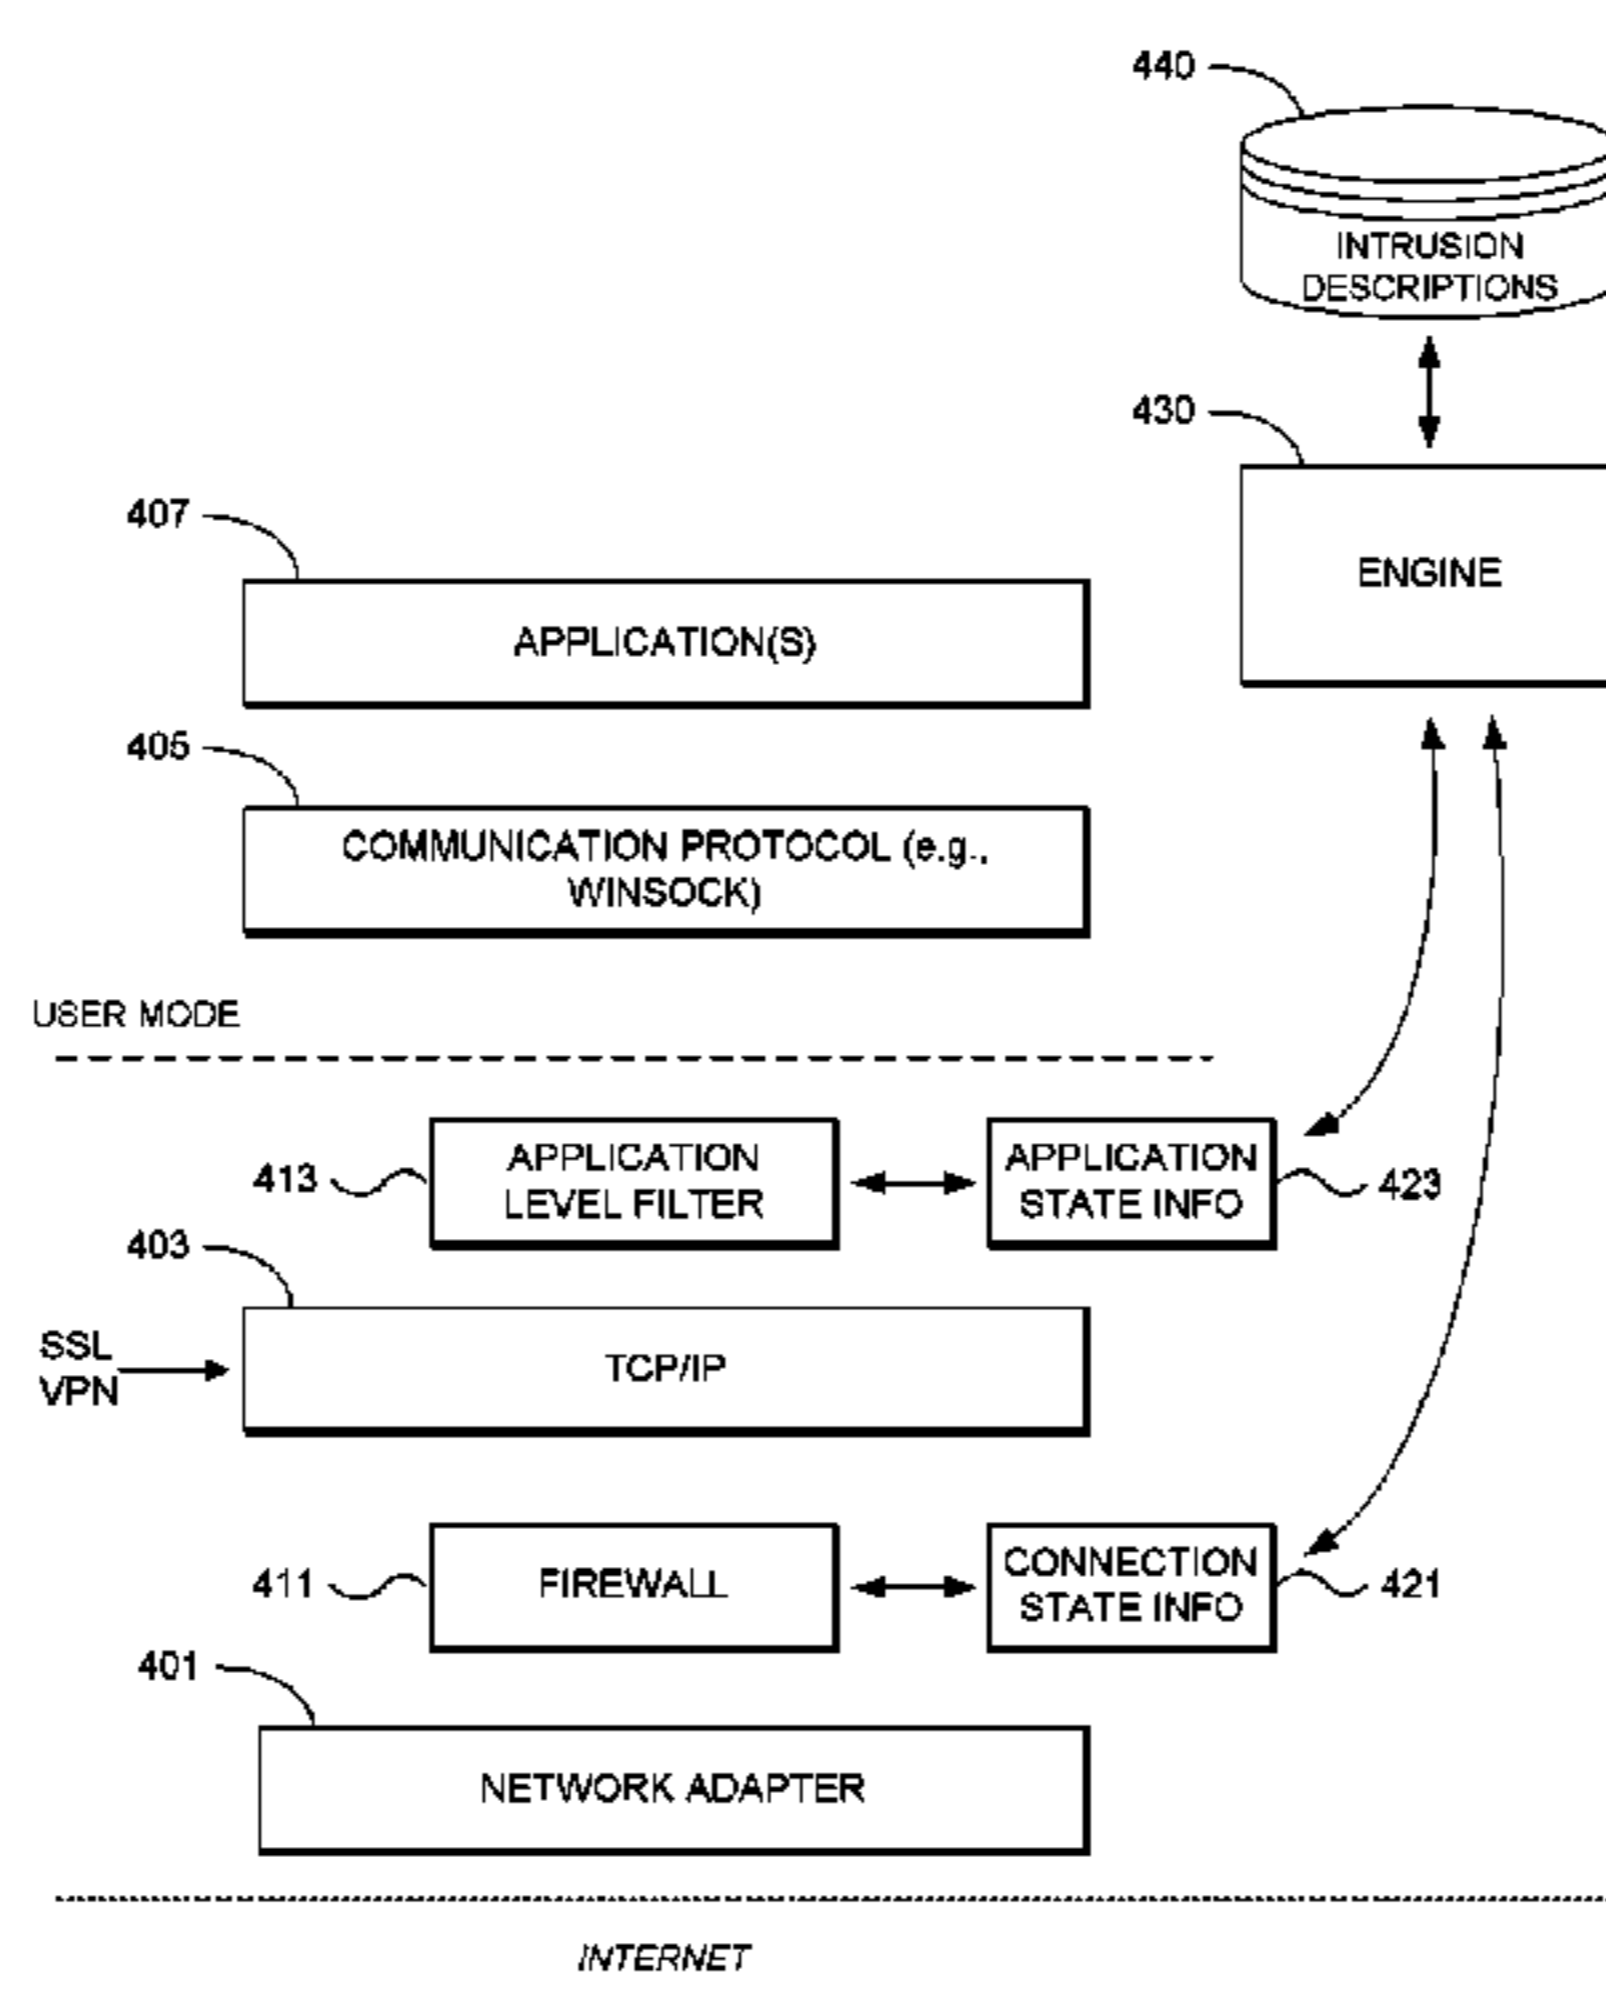 440
INTRUSION
DESCRIPTIONS
430
ENGINE
407
APPLICATION(S)
405
COMMUNICATION PROTOCOL (e.g.,
WINSOCK)
USER MODE
413
APPLICATION
LEVEL FILTER
APPLICATION
STATE INFO
423
403
SSL
VPN
TCP/IP
411
FIREWALL
CONNECTION
STATE INFO
421
401
NETWORK ADAPTER
INTERNET